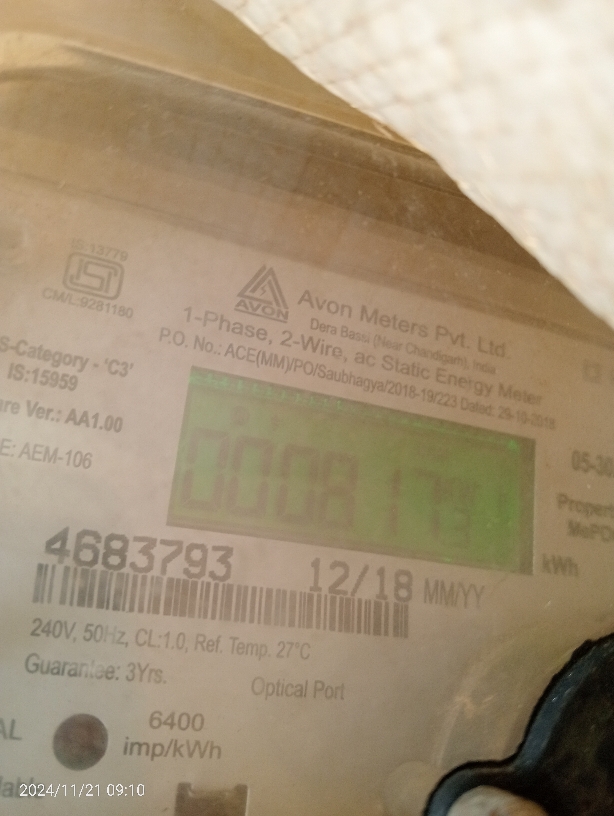 IS:13779
CM/L:9281180
AVON
Avon Meters Pvt. Ltd.
Dera Bassi (Near Chandigarh), India
1-Phase, 2-Wire, ac Static Energy Meter
P.O. No.: ACE(MM)/PO/Saubhagya/2018-19/223 Dated: 29-10-2018
S-Category - 'C3'
IS:15959
Ver.: AA1.00
E: AEM-106
05-30
kWh
4683793
12/18 MM/YY
240V, 50Hz, CL:1.0, Ref. Temp. 27°C
Guarantee: 3Yrs.
Optical Port
6400
imp/kWh
2024/11/21 09:10